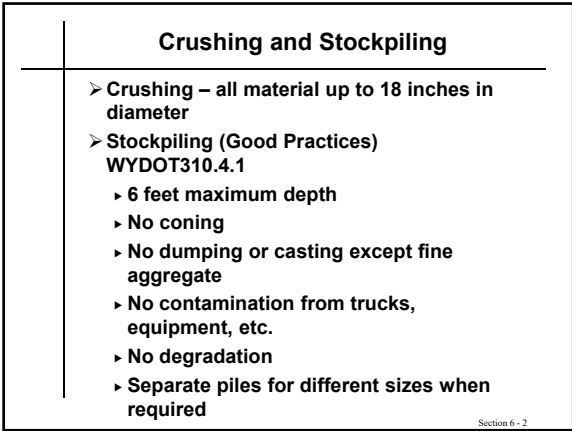 Crushing and Stockpiling
➢ Crushing – all material up to 18 inches in
diameter
➢ Stockpiling (Good Practices)
WYDOT310.4.1
▸ 6 feet maximum depth
▸ No coning
▸ No dumping or casting except fine
aggregate
▸ No contamination from trucks,
equipment, etc.
▸ No degradation
▸ Separate piles for different sizes when
required
Section 6 - 2